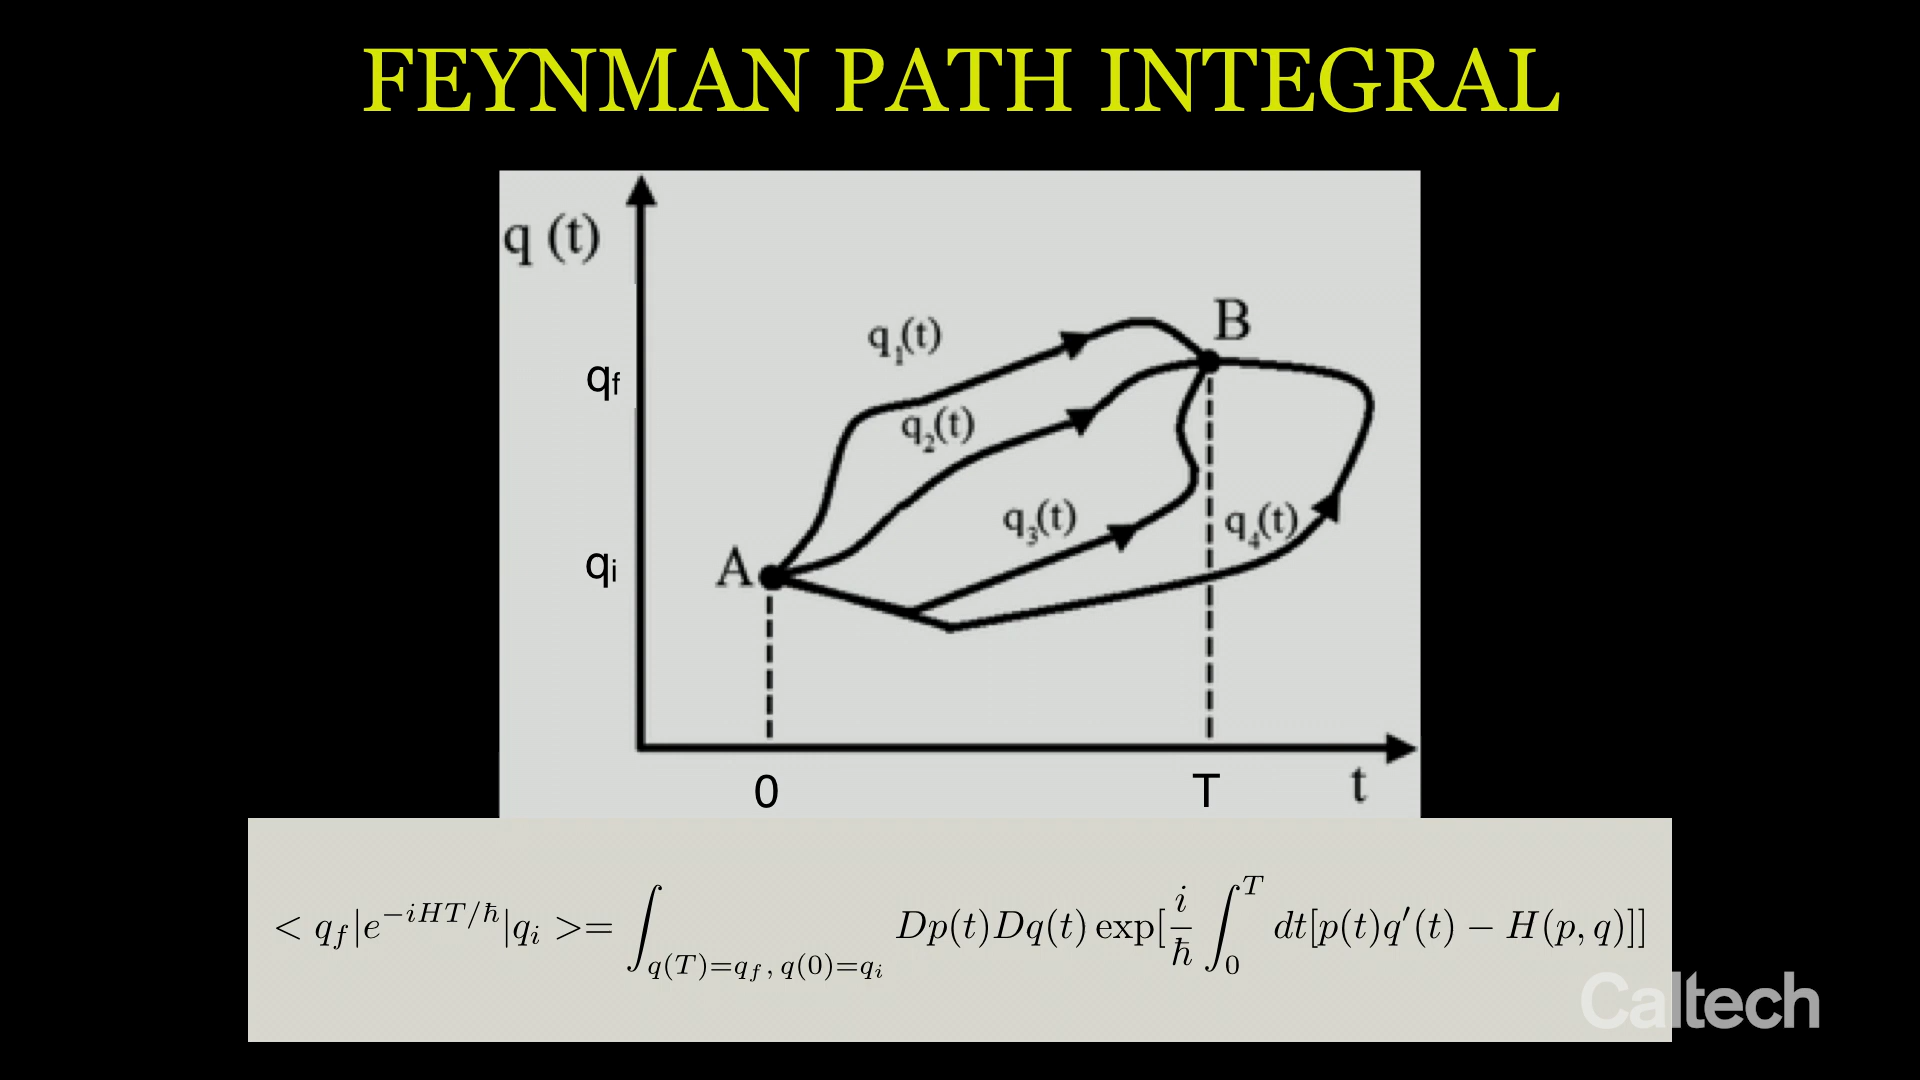 FEYNMAN PATH INTEGRAL
q (t)
B
q₁(t)
q_f
q₂(t)
q₃(t)
q₄(t)
A
q_i
0
T
t
< q_f|e^{-iHT/ħ}|q_i >= ∫_{q(T)=q_f, q(0)=q_i} Dp(t)Dq(t) exp[\frac{i}{ħ} ∫_0^T dt[p(t)q′(t) − H(p, q)]]
Caltech